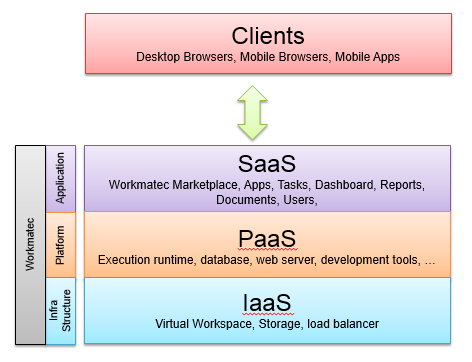 Clients
Desktop Browsers, Mobile Browsers, Mobile Apps
Workmatec
Application
SaaS
Workmatec Marketplace, Apps, Tasks, Dashboard, Reports,
Documents, Users,
Platform
PaaS
Execution runtime, database, web server, development tools, …
Infra
Structure
IaaS
Virtual Workspace, Storage, load balancer